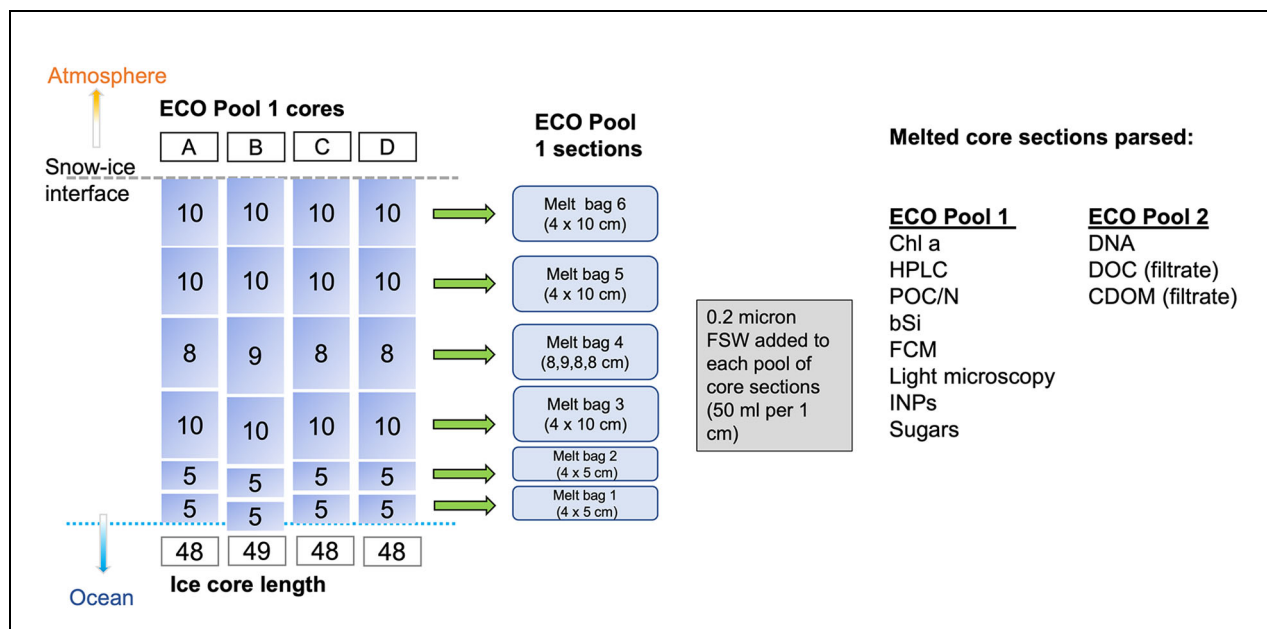 Atmosphere
Snow-ice
interface
ECO Pool 1 cores
A B C D
10 10 10 10
10 10 10 10
8 9 8 8
10 10 10 10
5 5 5 5
5 5 5 5
48 49 48 48
Ice core length
Ocean
ECO Pool
1 sections
Melt bag 6
(4 x 10 cm)
Melt bag 5
(4 x 10 cm)
Melt bag 4
(8,9,8,8 cm)
Melt bag 3
(4 x 10 cm)
Melt bag 2
(4 x 5 cm)
Melt bag 1
(4 x 5 cm)
0.2 micron
FSW added to
each pool of
core sections
(50 ml per 1
cm)
Melted core sections parsed:
ECO Pool 1
Chl a
HPLC
POC/N
bSi
FCM
Light microscopy
INPs
Sugars
ECO Pool 2
DNA
DOC (filtrate)
CDOM (filtrate)